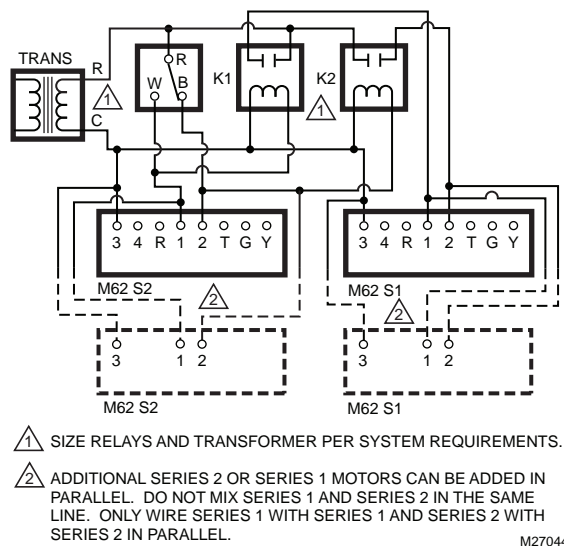 TRANS
R
C
1
R
W B
K1
K2
1
3 4 R 1 2 T G Y
3 4 R 1 2 T G Y
M62 S2
M62 S1
2
2
3 1 2
3 1 2
M62 S2
M62 S1
1 SIZE RELAYS AND TRANSFORMER PER SYSTEM REQUIREMENTS.
2 ADDITIONAL SERIES 2 OR SERIES 1 MOTORS CAN BE ADDED IN
PARALLEL. DO NOT MIX SERIES 1 AND SERIES 2 IN THE SAME
LINE. ONLY WIRE SERIES 1 WITH SERIES 1 AND SERIES 2 WITH
SERIES 2 IN PARALLEL.
M27044